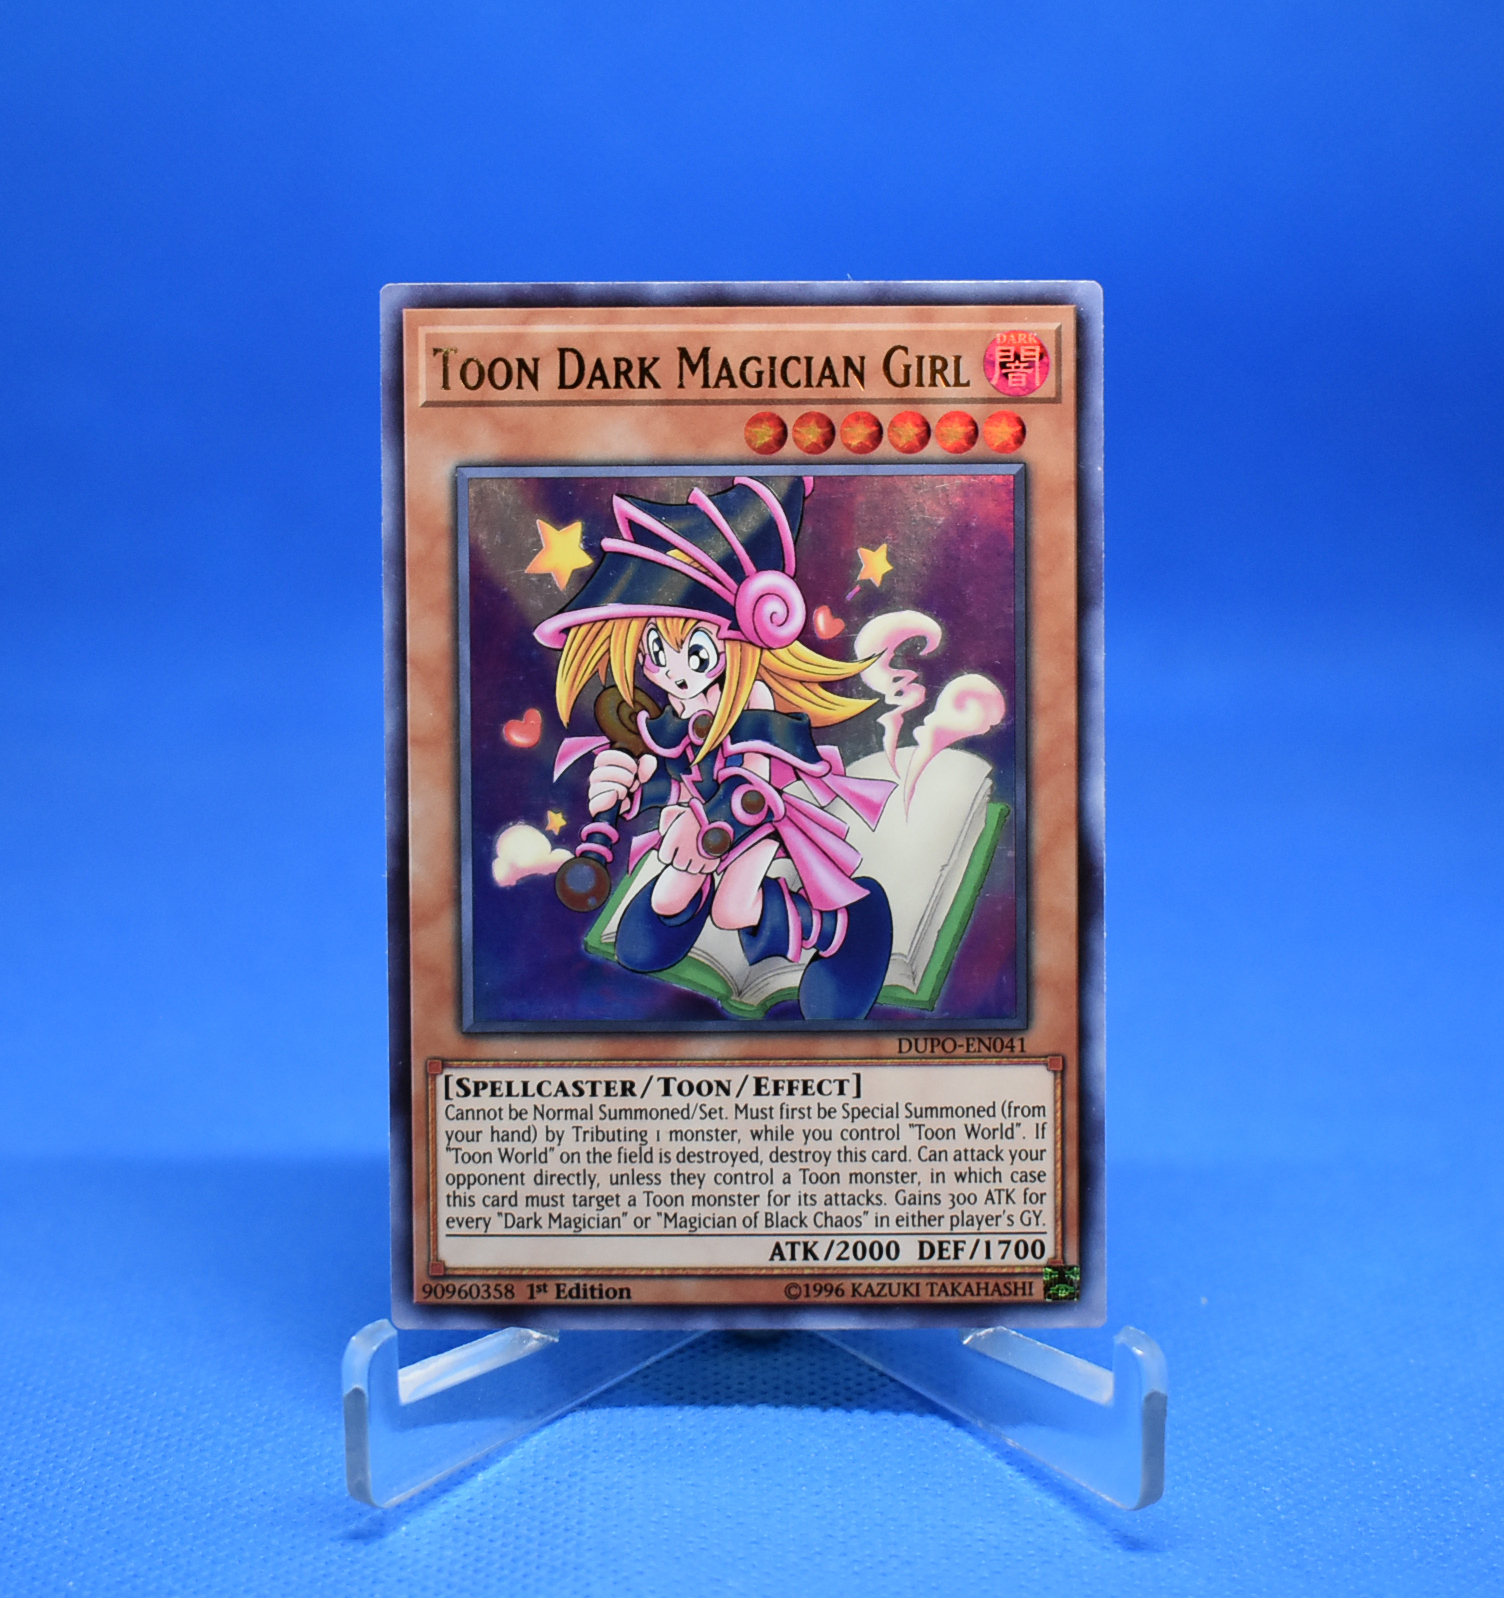 TOON DARK MAGICIAN GIRL
DARK
闇
DUPO-EN041
[SPELLCASTER/TOON/EFFECT]
Cannot be Normal Summoned/Set. Must first be Special Summoned (from
your hand) by Tributing 1 monster, while you control "Toon World". If
"Toon World" on the field is destroyed, destroy this card. Can attack your
opponent directly, unless they control a Toon monster, in which case
this card must target a Toon monster for its attacks. Gains 300 ATK for
every "Dark Magician" or "Magician of Black Chaos" in either player's GY.
ATK/2000 DEF/1700
90960358 1st Edition ©1996 KAZUKI TAKAHASHI